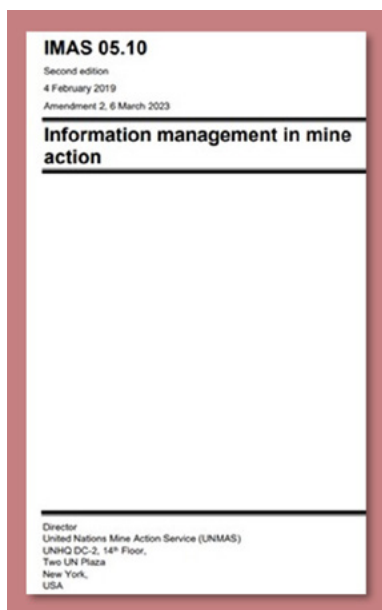 IMAS 05.10
Second edition
4 February 2019
Amendment 2, 6 March 2023
Information management in mine
action
Director
United Nations Mine Action Service (UNMAS)
UNHQ DC-2, 14th Floor,
Two UN Plaza
New York,
USA